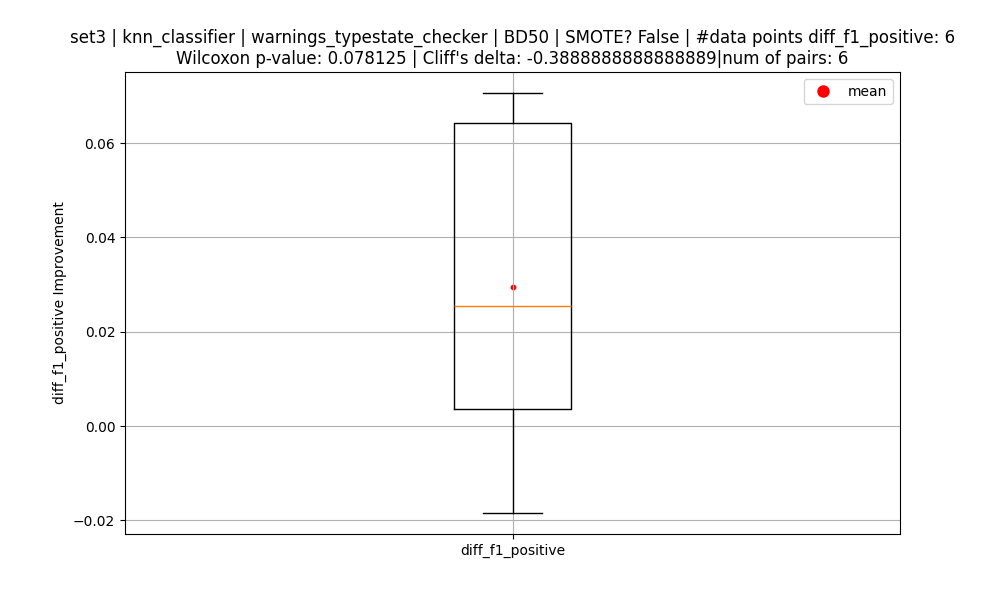 set3 | knn_classifier | warnings_typestate_checker | BD50 | SMOTE? False | #data points diff_f1_positive: 6
Wilcoxon p-value: 0.078125 | Cliff's delta: -0.3888888888888889|num of pairs: 6
mean
0.06
0.04
0.02
0.00
−0.02
diff_f1_positive Improvement
diff_f1_positive